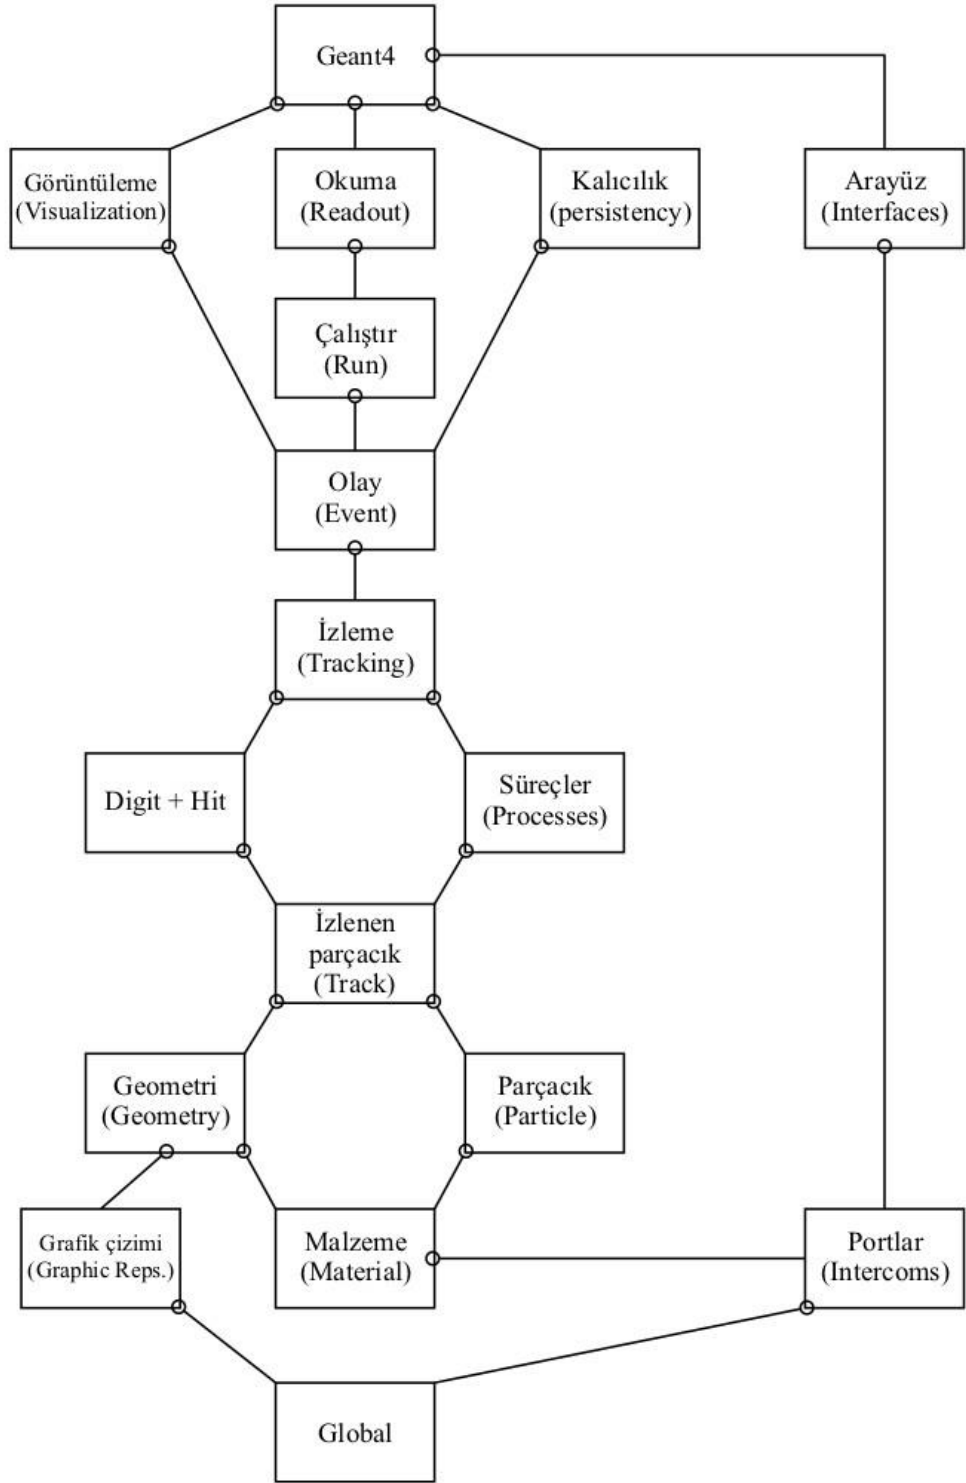 Geant4
Görüntüleme
(Visualization)
Okuma
(Readout)
Kalıcılık
(persistency)
Arayüz
(Interfaces)
Çalıştır
(Run)
Olay
(Event)
İzleme
(Tracking)
Digit + Hit
Süreçler
(Processes)
İzlenen
parçacık
(Track)
Geometri
(Geometry)
Parçacık
(Particle)
Grafik çizimi
(Graphic Reps.)
Malzeme
(Material)
Portlar
(Intercoms)
Global